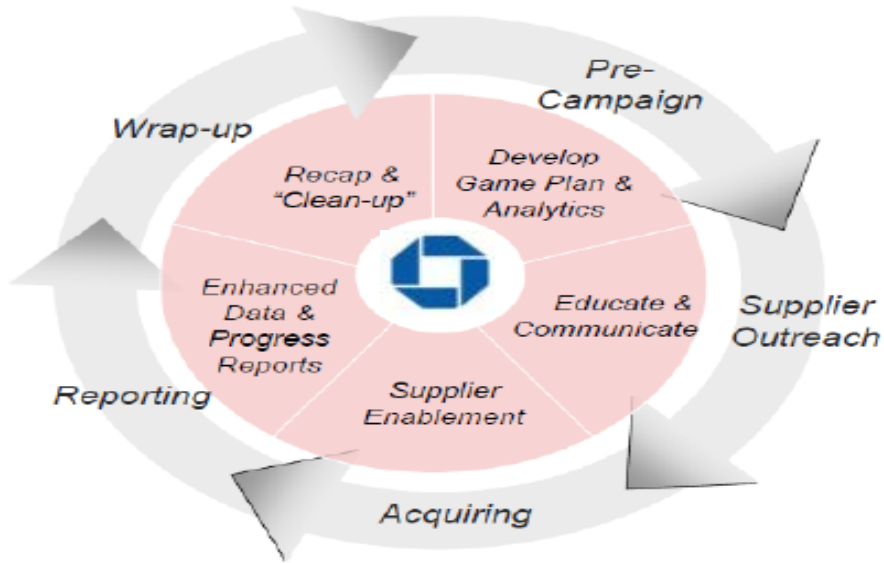 Pre-
Campaign
Wrap-up
Develop
Game Plan &
Analytics
Recap &
“Clean-up”
Educate &
Communicate
Supplier
Outreach
Enhanced
Data &
Progress
Reports
Supplier
Enablement
Reporting
Acquiring